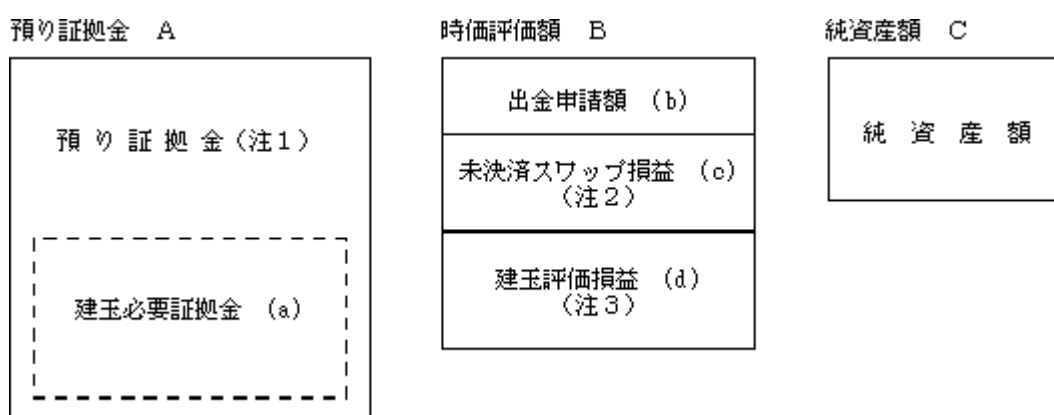 預り証拠金 A
預り証拠金(注1)
建玉必要証拠金 (a)
時価評価額 B
出金申請額 (b)
未決済スワップ損益 (c)
(注2)
建玉評価損益 (d)
(注3)
純資産額 C
純資産額